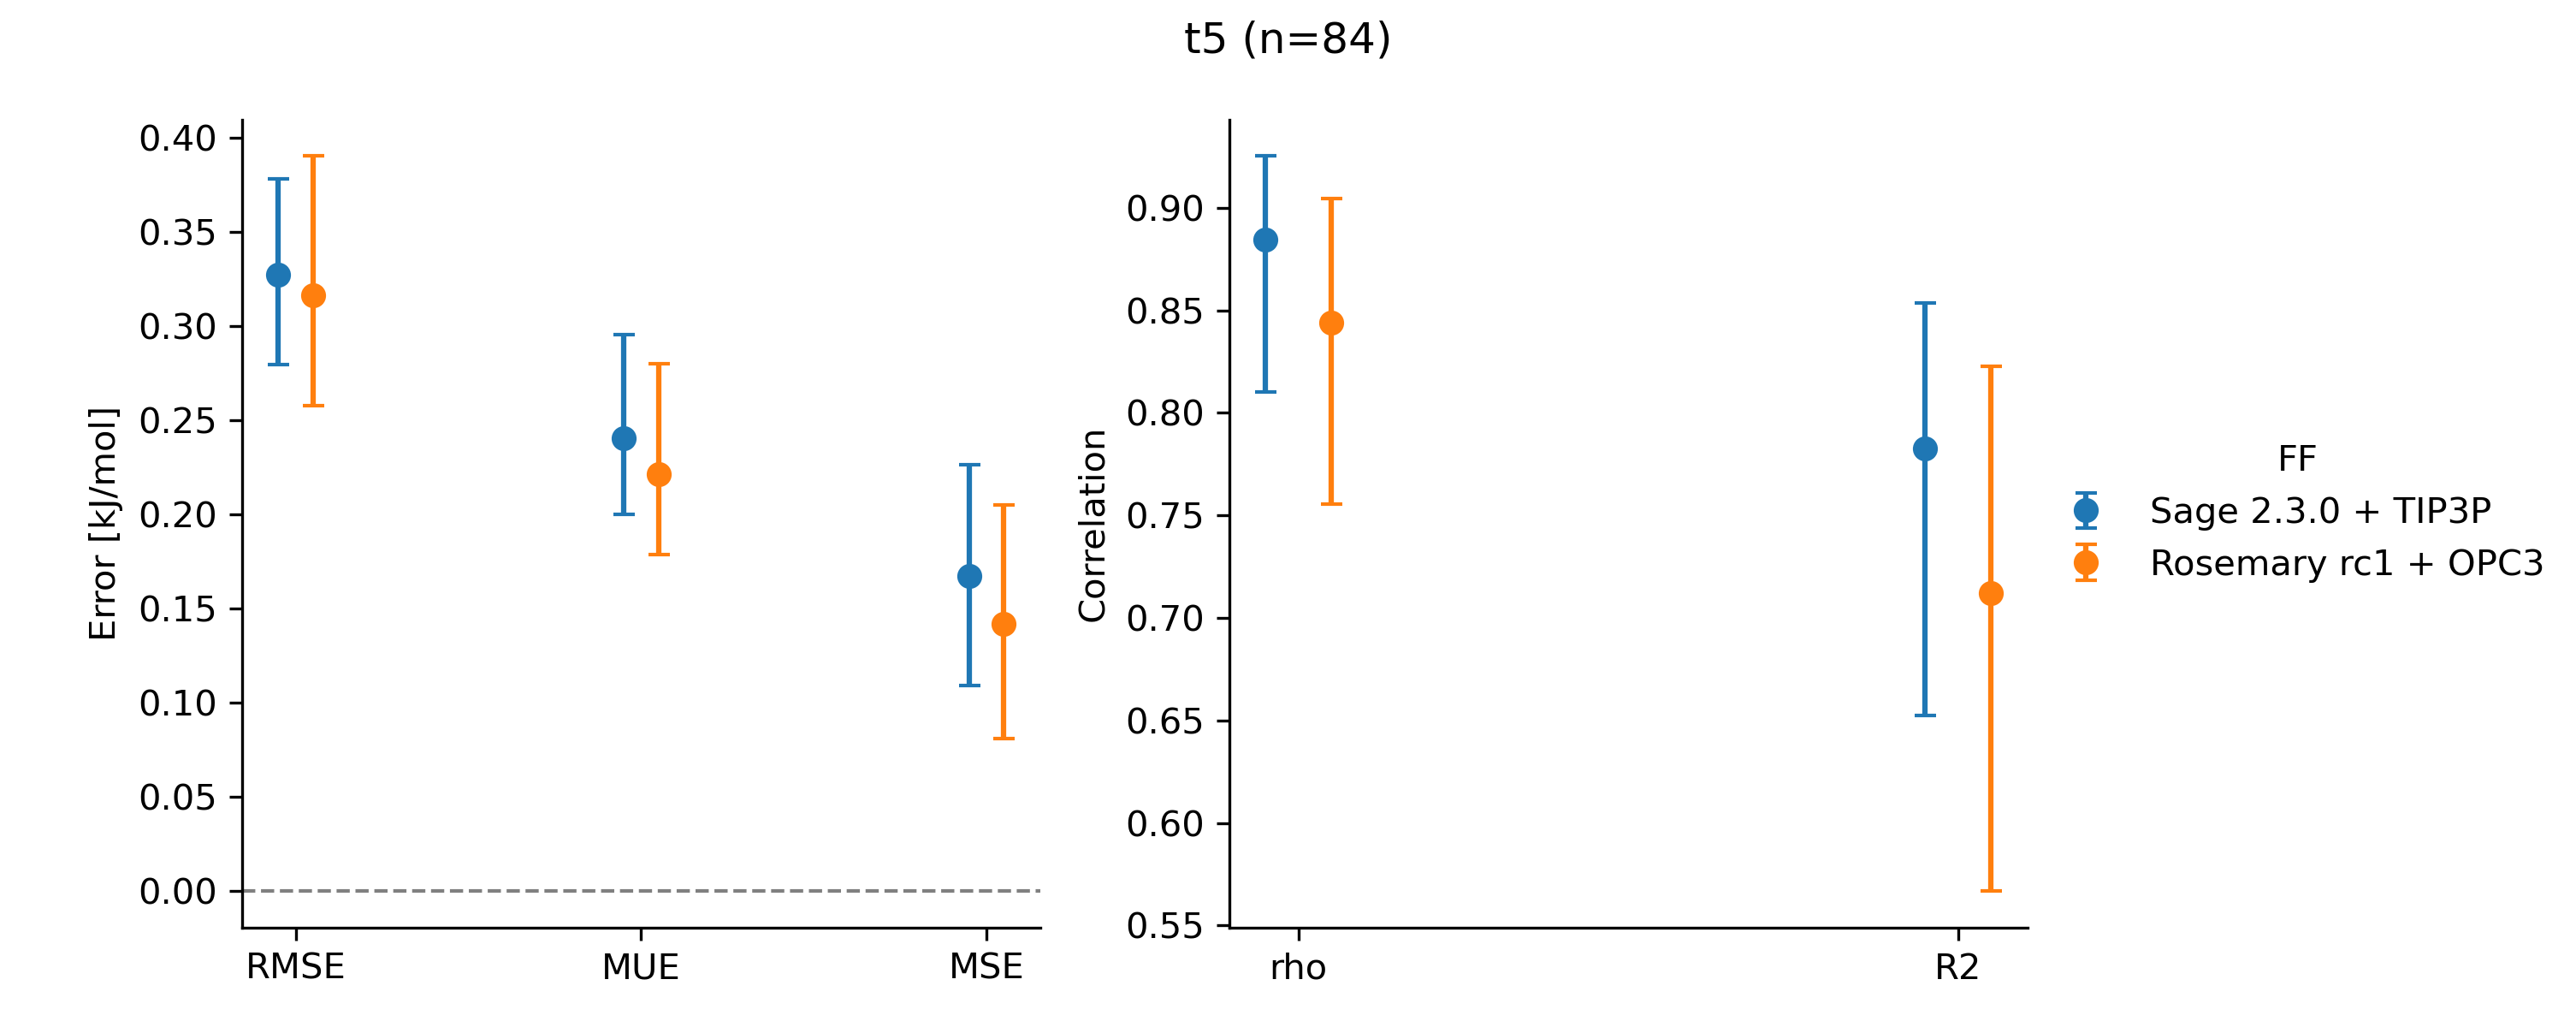 t5 (n=84)
Error [kJ/mol]
0.40
0.35
0.30
0.25
0.20
0.15
0.10
0.05
0.00
RMSE
MUE
MSE
Correlation
0.90
0.85
0.80
0.75
0.70
0.65
0.60
0.55
rho
R2
FF
Sage 2.3.0 + TIP3P
Rosemary rc1 + OPC3